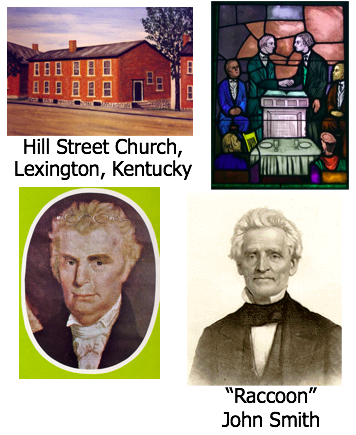 Hill Street Church,
Lexington, Kentucky
“Raccoon”
John Smith